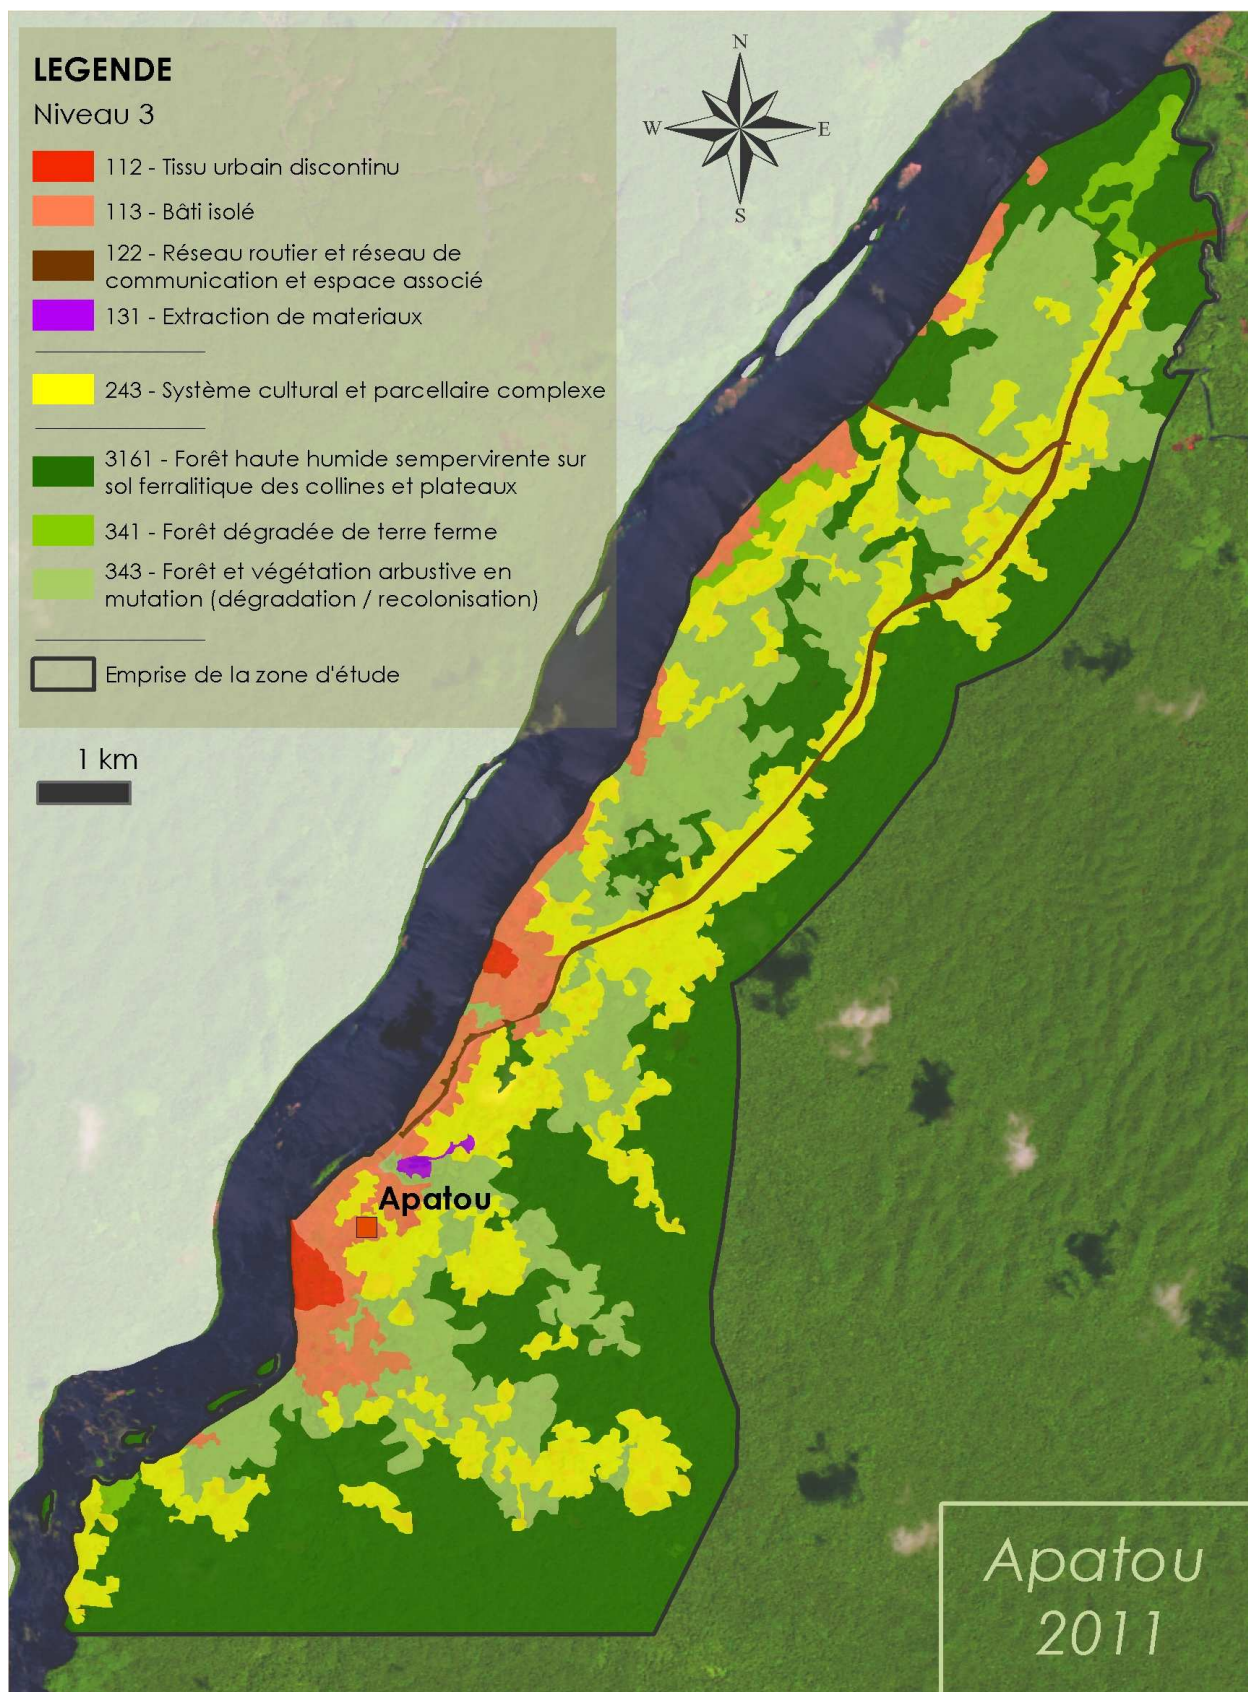 LEGENDE
Niveau 3
112 - Tissu urbain discontinu
113 - Bâti isolé
122 - Réseau routier et réseau de
communication et espace associé
131 - Extraction de materiaux
243 - Système cultural et parcellaire complexe
3161 - Forêt haute humide sempervirente sur
sol ferralitique des collines et plateaux
341 - Forêt dégradée de terre ferme
343 - Forêt et végétation arbustive en
mutation (dégradation / recolonisation)
Emprise de la zone d'étude
1 km
N
W
E
S
Apatou
Apatou
2011